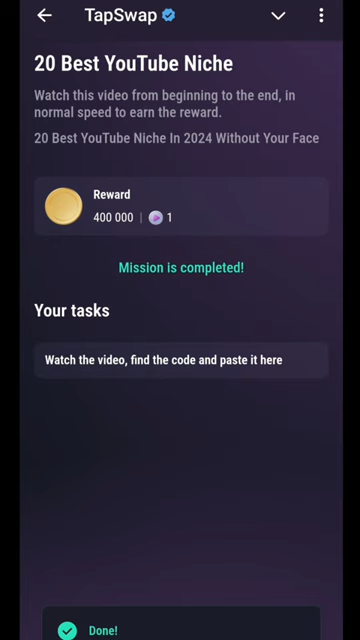 TapSwap
20 Best YouTube Niche
Watch this video from beginning to the end, in
normal speed to earn the reward.
20 Best YouTube Niche In 2024 Without Your Face
Reward
400 000 | 1
Mission is completed!
Your tasks
Watch the video, find the code and paste it here
Done!